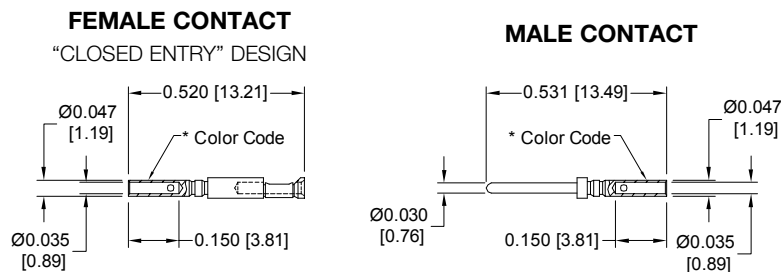 FEMALE CONTACT
“CLOSED ENTRY” DESIGN
0.520 [13.21]
Ø0.047
[1.19]
* Color Code
Ø0.035
[0.89]
0.150 [3.81]
MALE CONTACT
0.531 [13.49]
Ø0.047
[1.19]
* Color Code
Ø0.030
[0.76]
0.150 [3.81]
Ø0.035
[0.89]